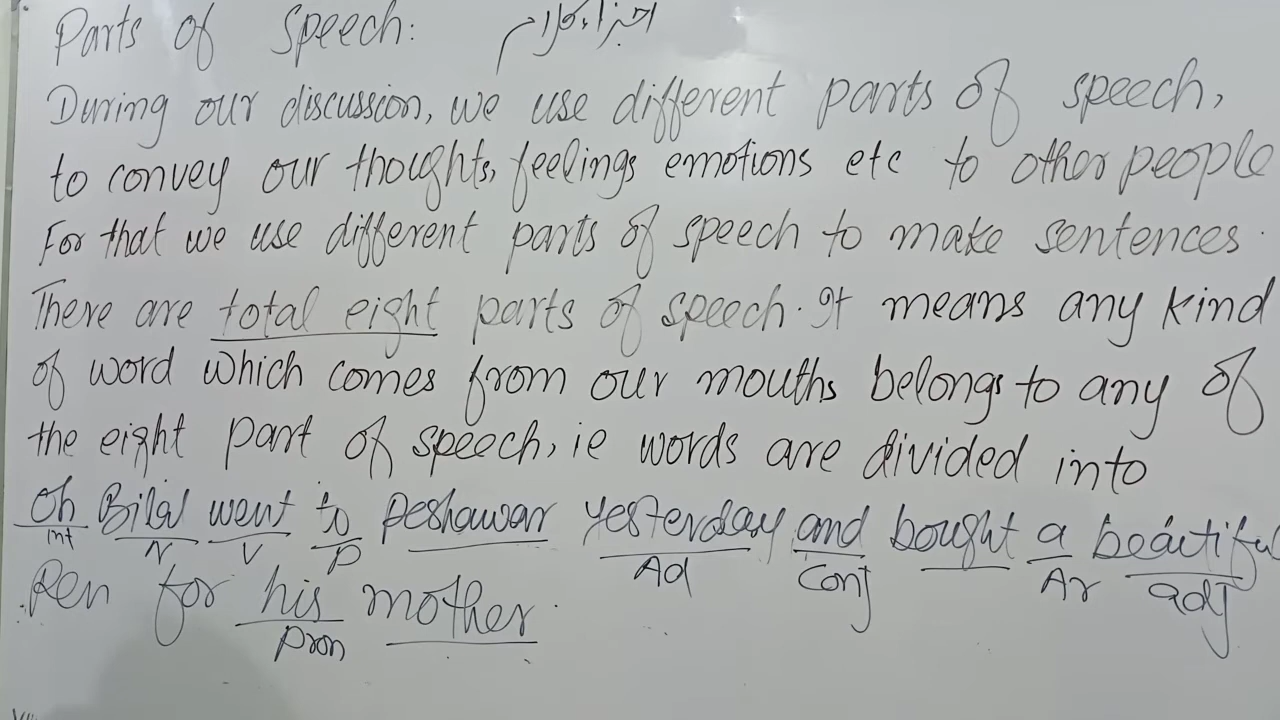 Parts of Speech: اجزائے کلام
During our discussion, we use different parts of speech,
to convey our thoughts, feelings emotions etc to other people
For that we use different parts of speech to make sentences.
There are total eight parts of speech. It means any kind
of word which comes from our mouths belongs to any of
the eight part of speech, ie words are divided into
oh Bilal went to Peshawar yesterday and bought a beautiful
int N V P Ad Conj Ar adj
Pen for his mother.
Pron